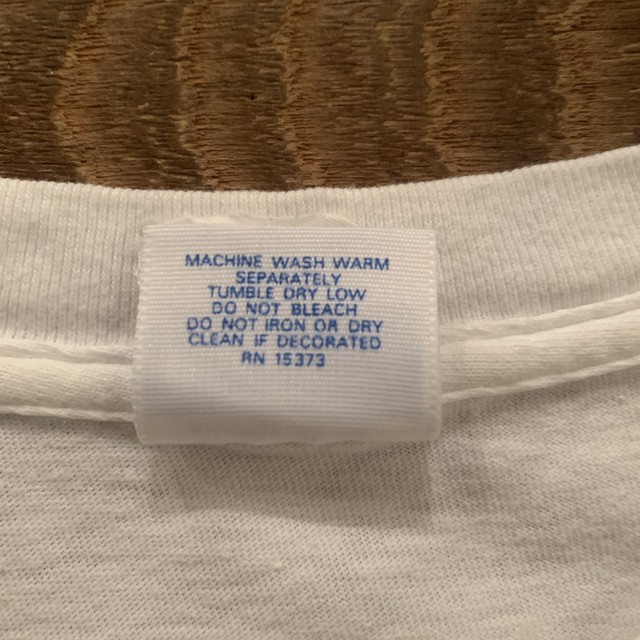 MACHINE WASH WARM
SEPARATELY
TUMBLE DRY LOW
DO NOT BLEACH
DO NOT IRON OR DRY
CLEAN IF DECORATED
RN 15373